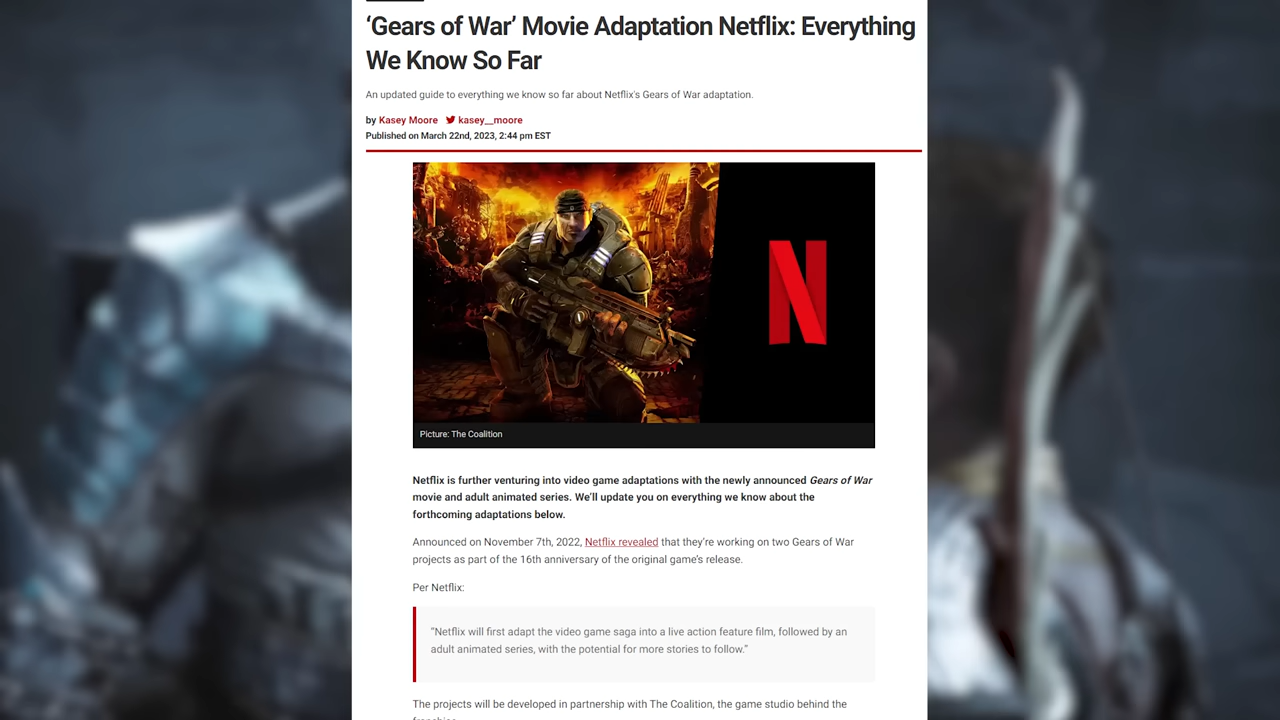 ‘Gears of War’ Movie Adaptation Netflix: Everything
We Know So Far
An updated guide to everything we know so far about Netflix's Gears of War adaptation.
by Kasey Moore kasey__moore
Published on March 22nd, 2023, 2:44 pm EST
N
Picture: The Coalition
Netflix is further venturing into video game adaptations with the newly announced Gears of War
movie and adult animated series. We’ll update you on everything we know about the
forthcoming adaptations below.
Announced on November 7th, 2022, Netflix revealed that they’re working on two Gears of War
projects as part of the 16th anniversary of the original game’s release.
Per Netflix:
“Netflix will first adapt the video game saga into a live action feature film, followed by an
adult animated series, with the potential for more stories to follow.”
The projects will be developed in partnership with The Coalition, the game studio behind the